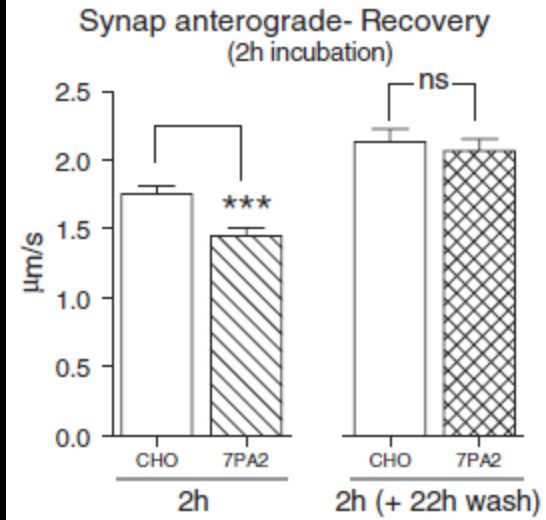 Synap anterograde- Recovery
(2h incubation)
ns
2.5
2.0
***
1.5
1.0
0.5
0.0
µm/s
CHO 7PA2 CHO 7PA2
2h 2h (+ 22h wash)